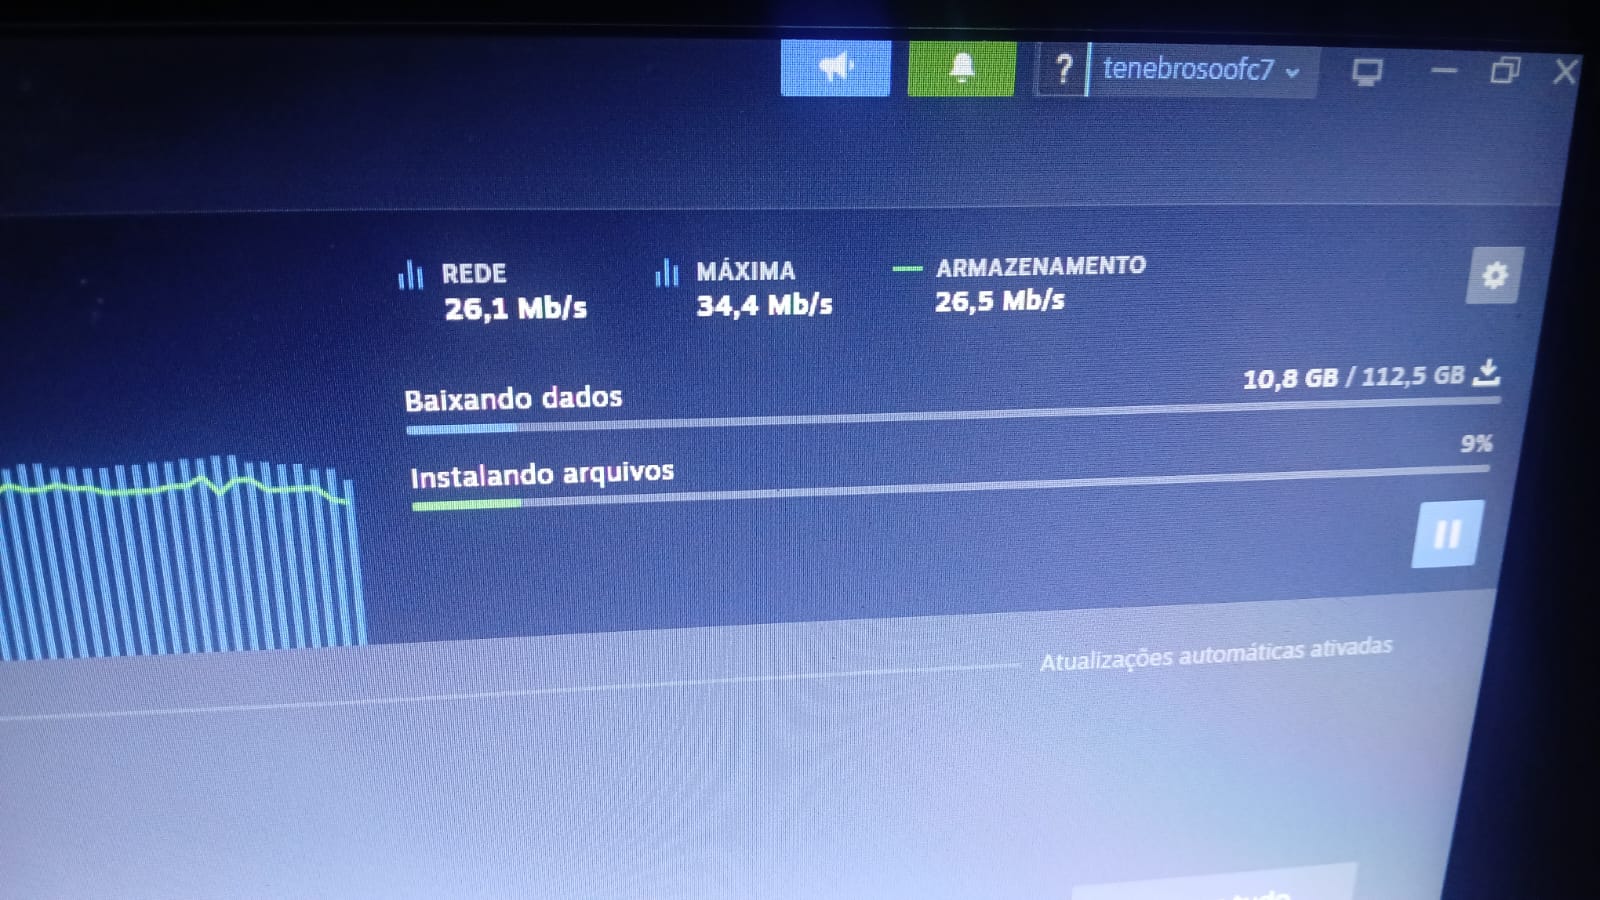 ? tenebrosoofc7
REDE
26,1 Mb/s
MÁXIMA
34,4 Mb/s
ARMAZENAMENTO
26,5 Mb/s
Baixando dados
10,8 GB / 112,5 GB
Instalando arquivos
9%
Atualizações automáticas ativadas
tudo